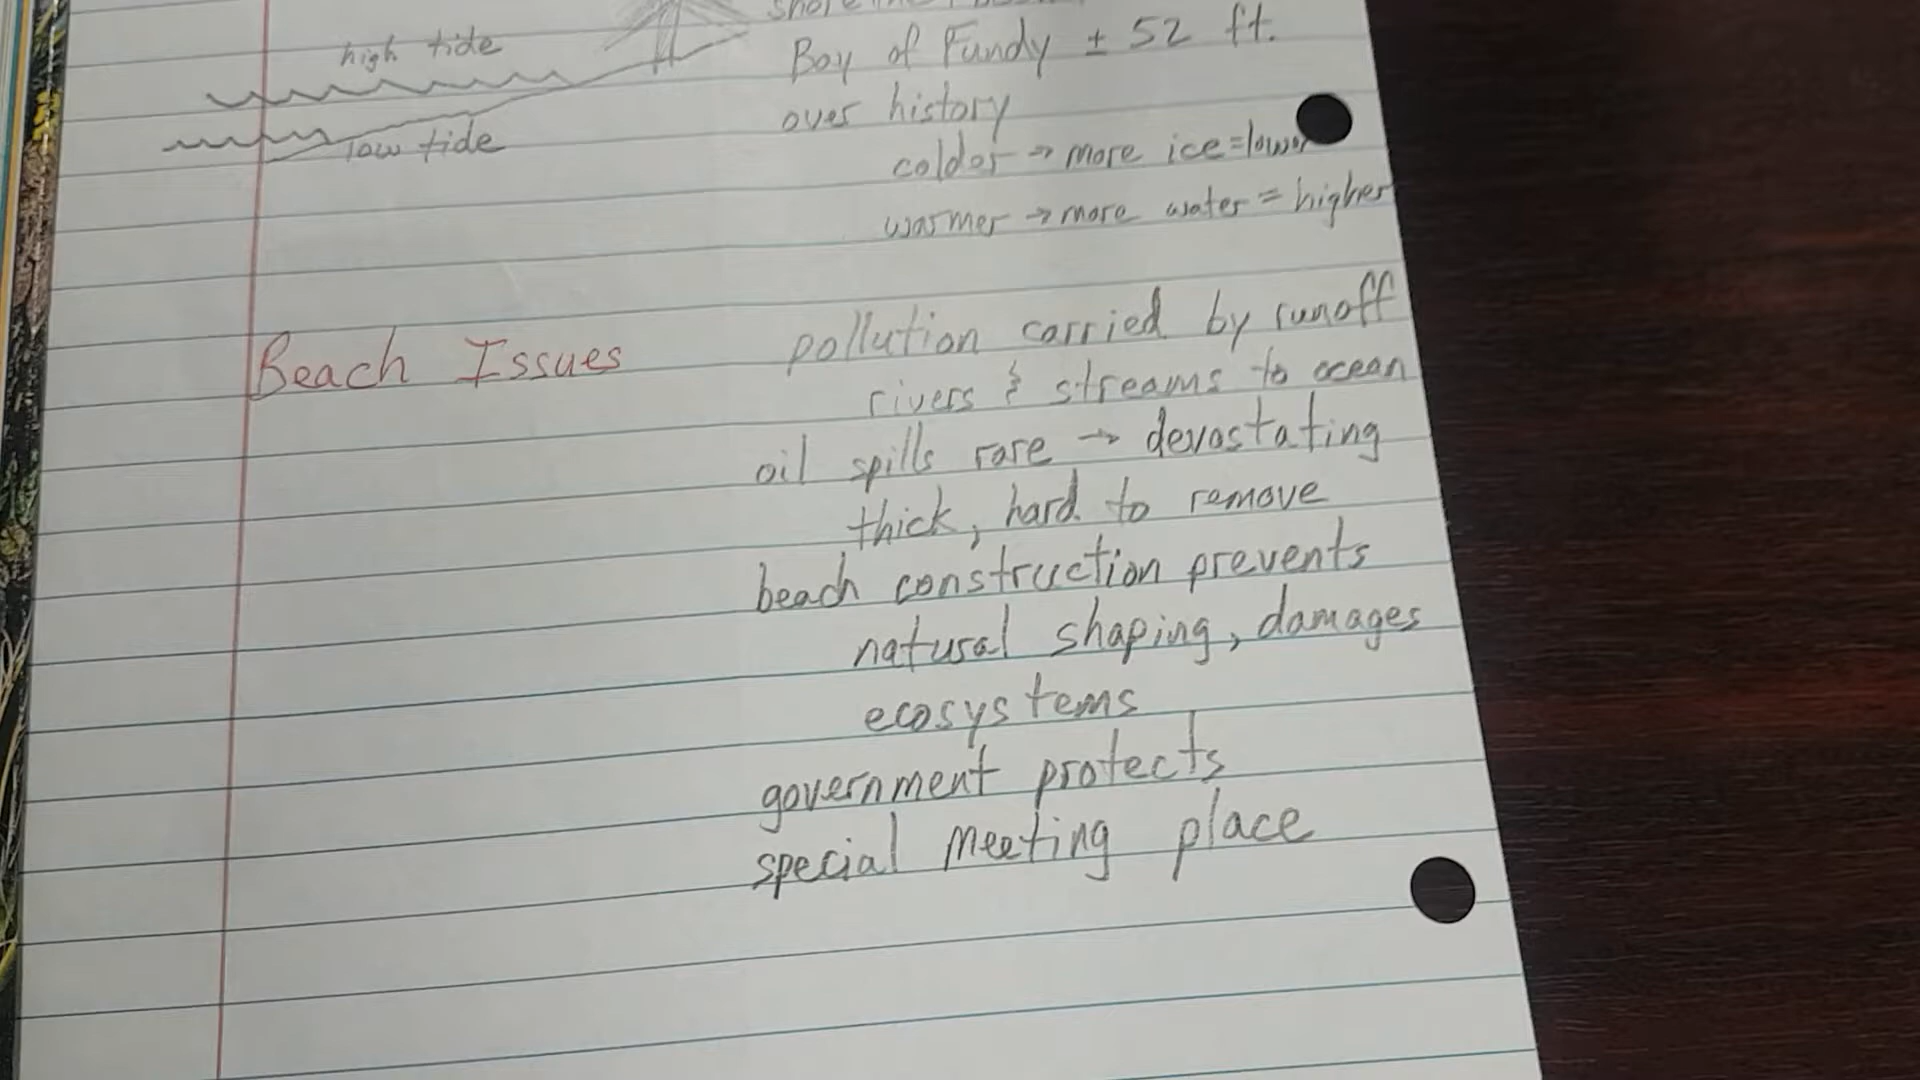 high tide
low tide
Bay of Fundy ± 52 ft.
over history
colder → more ice = lower
warmer → more water = higher
Beach Issues
pollution carried by runoff
rivers & streams to ocean
oil spills rare → devastating
thick, hard to remove
beach construction prevents
natural shaping, damages
ecosystems
government protects
special meeting place